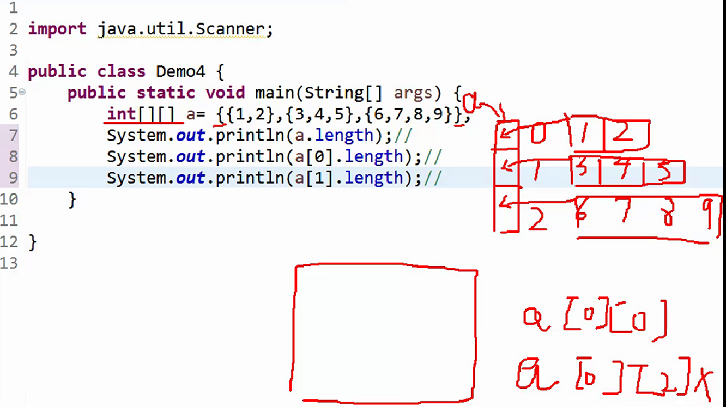 1
2 import java.util.Scanner;
3
4 public class Demo4 {
5 public static void main(String[] args) {
6 int[][] a= {{1,2},{3,4,5},{6,7,8,9}};
7 System.out.println(a.length);//
8 System.out.println(a[0].length);//
9 System.out.println(a[1].length);//
10 }
11
12 }
13
a
0 1 2
1 3 4 5
2 6 7 8 9
a [0][0]
a [0][2] x